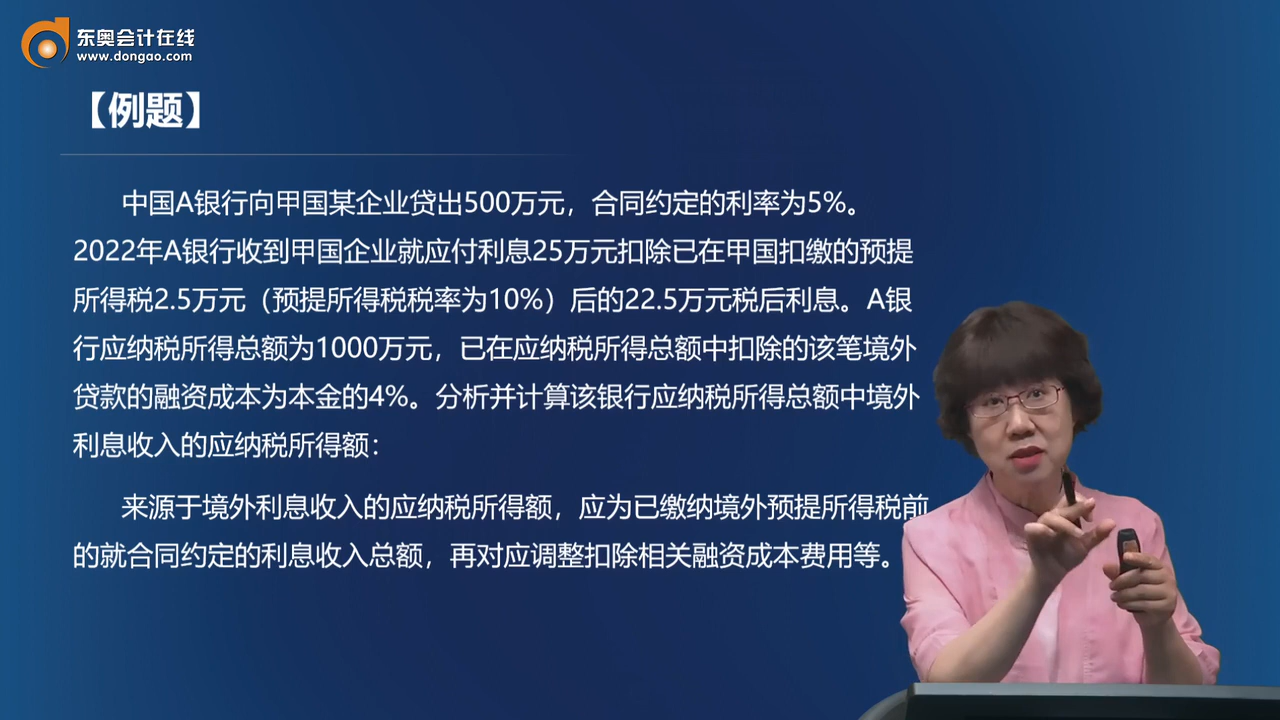 东奥会计在线
www.dongao.com
【例题】
中国A银行向甲国某企业贷出500万元，合同约定的利率为5%。
2022年A银行收到甲国企业就应付利息25万元扣除已在甲国扣缴的预提
所得税2.5万元（预提所得税税率为10%）后的22.5万元税后利息。A银
行应纳税所得总额为1000万元，已在应纳税所得总额中扣除的该笔境外
贷款的融资成本为本金的4%。分析并计算该银行应纳税所得总额中境外
利息收入的应纳税所得额：
来源于境外利息收入的应纳税所得额，应为已缴纳境外预提所得税前
的就合同约定的利息收入总额，再对应调整扣除相关融资成本费用等。